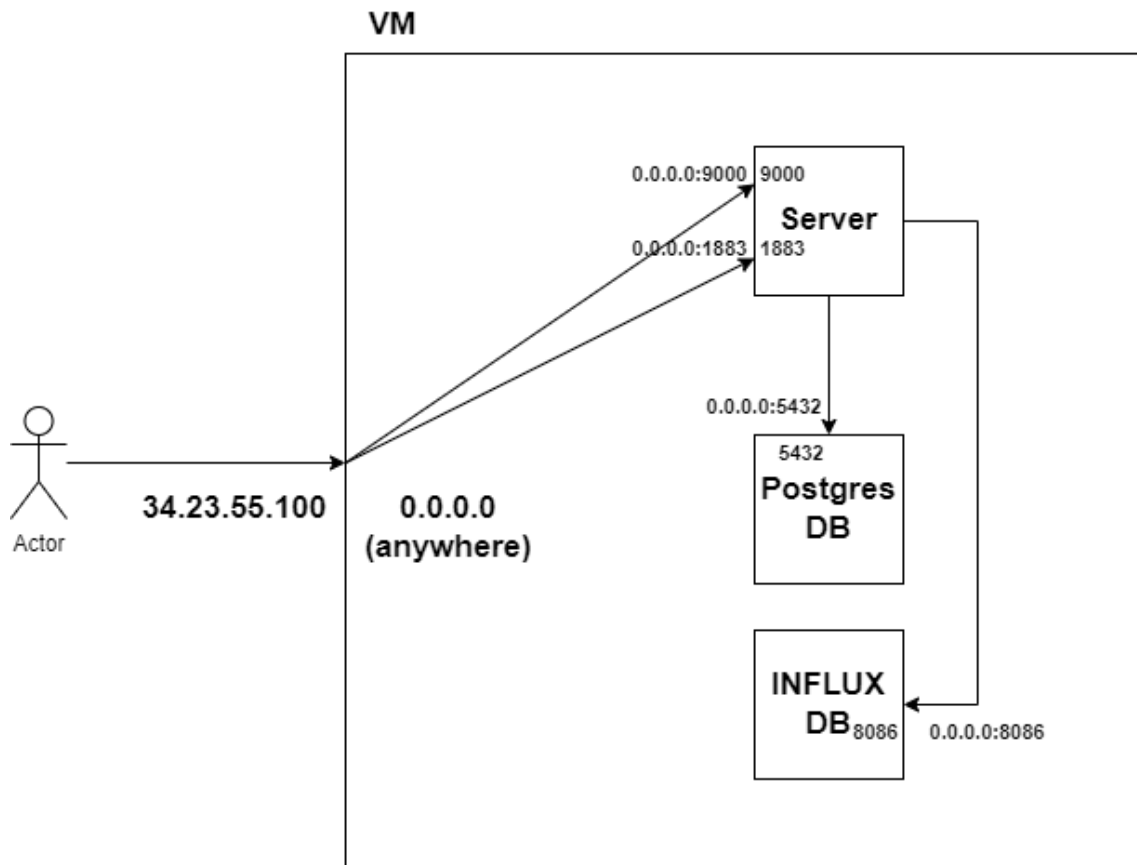 VM
0.0.0.0:9000 9000
Server
0.0.0.0:1883 1883
0.0.0.0:5432
5432
Postgres
DB
34.23.55.100
0.0.0.0
(anywhere)
Actor
INFLUX
DB
8086
0.0.0.0:8086